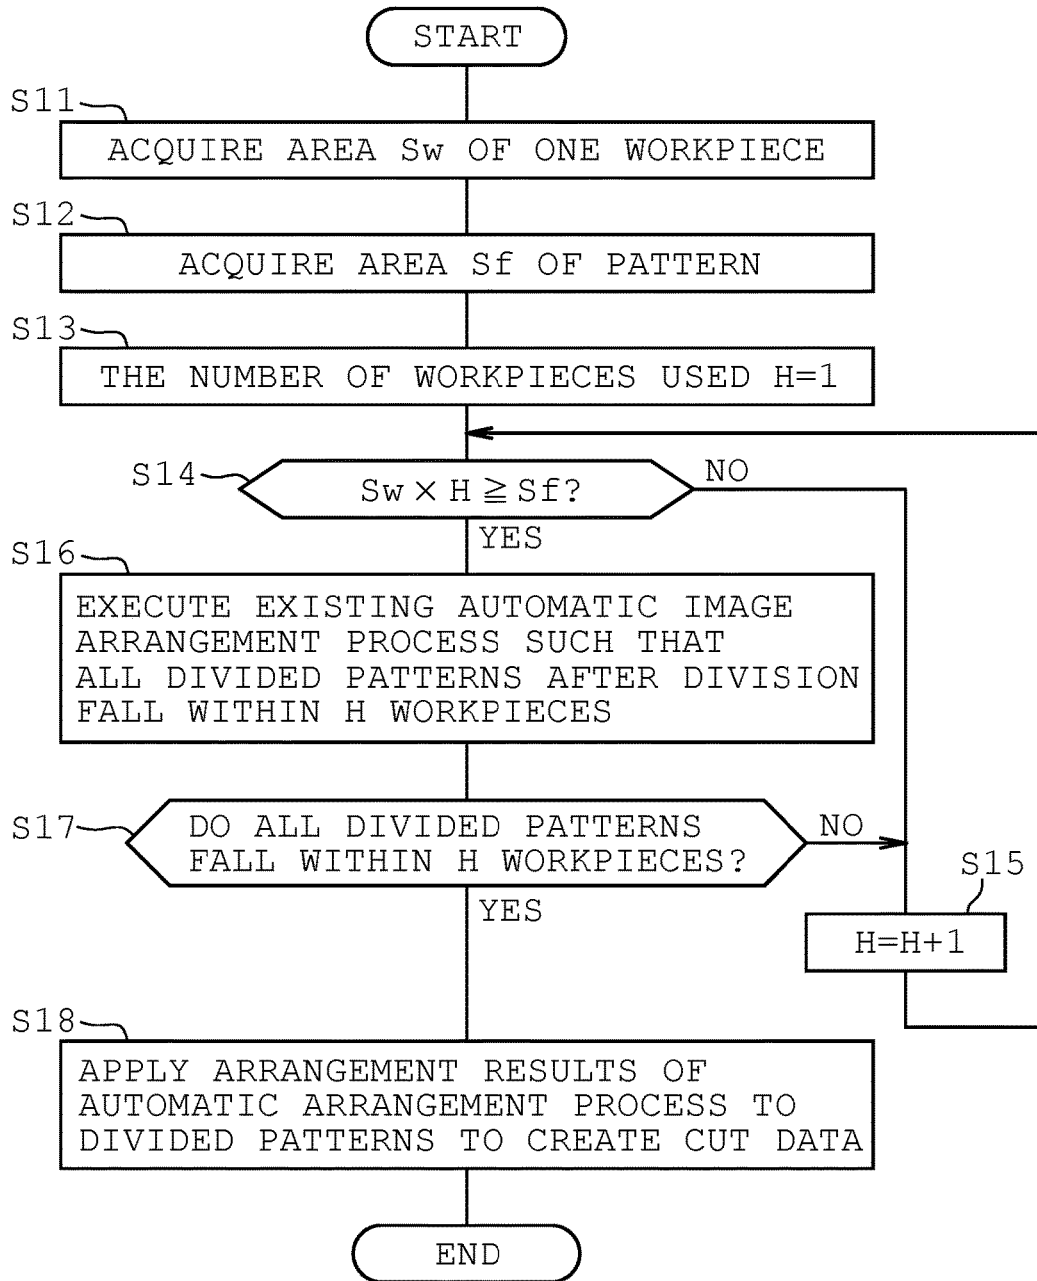 START
S11
ACQUIRE AREA Sw OF ONE WORKPIECE
S12
ACQUIRE AREA Sf OF PATTERN
S13
THE NUMBER OF WORKPIECES USED H=1
S14
Sw × H ≧ Sf?
NO
YES
S16
EXECUTE EXISTING AUTOMATIC IMAGE
ARRANGEMENT PROCESS SUCH THAT
ALL DIVIDED PATTERNS AFTER DIVISION
FALL WITHIN H WORKPIECES
S17
DO ALL DIVIDED PATTERNS
FALL WITHIN H WORKPIECES?
NO
YES
S15
H=H+1
S18
APPLY ARRANGEMENT RESULTS OF
AUTOMATIC ARRANGEMENT PROCESS TO
DIVIDED PATTERNS TO CREATE CUT DATA
END